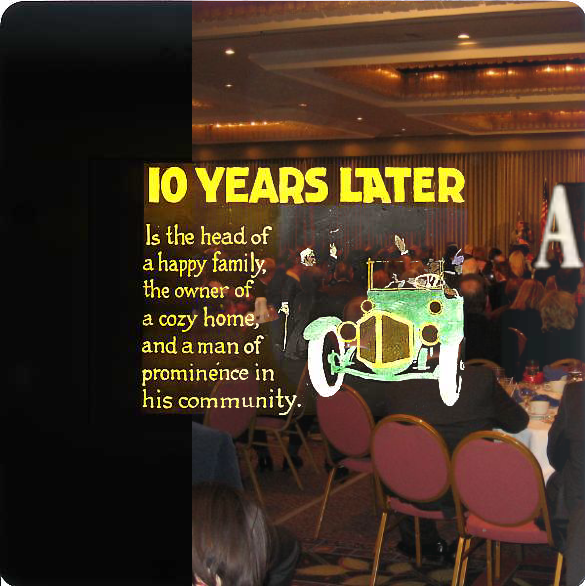 10 YEARS LATER
Is the head of
a happy family,
the owner of
a cozy home,
and a man of
prominence in
his community.
A